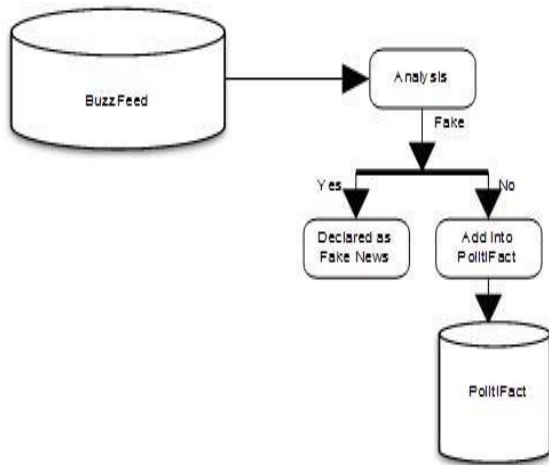 BuzzFeed
Analysis
Fake
Yes
No
Declared as
Fake News
Add into
PolitiFact
PolitiFact